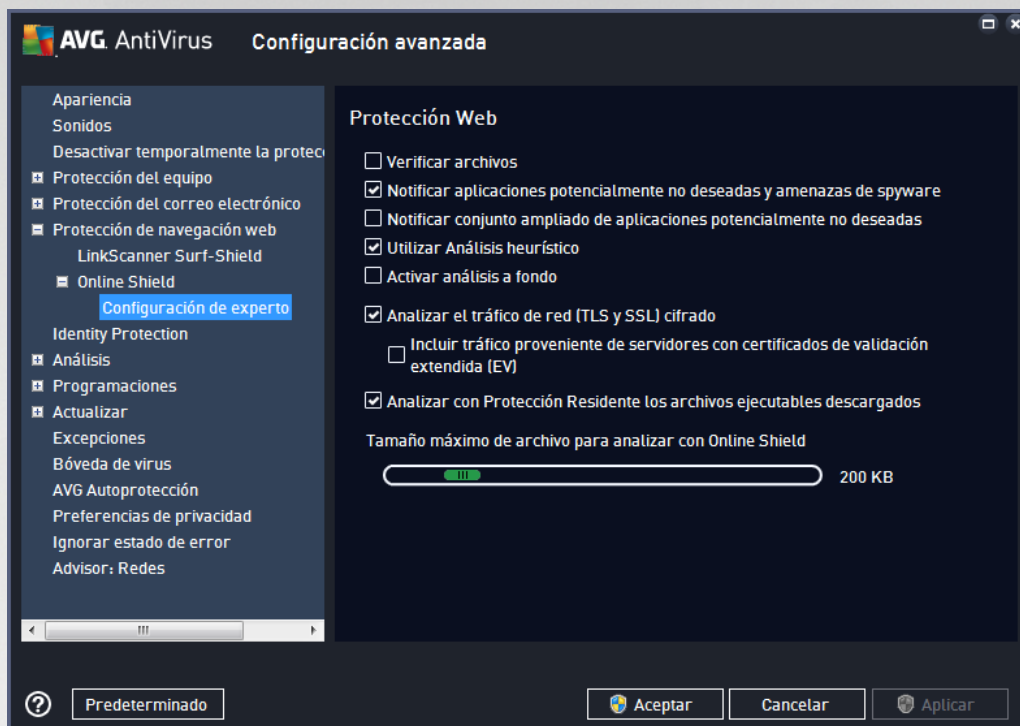 AVG. AntiVirus
Configuración avanzada
Apariencia
Sonidos
Desactivar temporalmente la protec
Protección del equipo
Protección del correo electrónico
Protección de navegación web
LinkScanner Surf-Shield
Online Shield
Configuración de experto
Identity Protection
Análisis
Programaciones
Actualizar
Excepciones
Bóveda de virus
AVG Autoprotección
Preferencias de privacidad
Ignorar estado de error
Advisor: Redes
Protección Web
Verificar archivos
Notificar aplicaciones potencialmente no deseadas y amenazas de spyware
Notificar conjunto ampliado de aplicaciones potencialmente no deseadas
Utilizar Análisis heurístico
Activar análisis a fondo
Analizar el tráfico de red (TLS y SSL) cifrado
Incluir tráfico proveniente de servidores con certificados de validación
extendida (EV)
Analizar con Protección Residente los archivos ejecutables descargados
Tamaño máximo de archivo para analizar con Online Shield
200 KB
Predeterminado
Aceptar
Cancelar
Aplicar